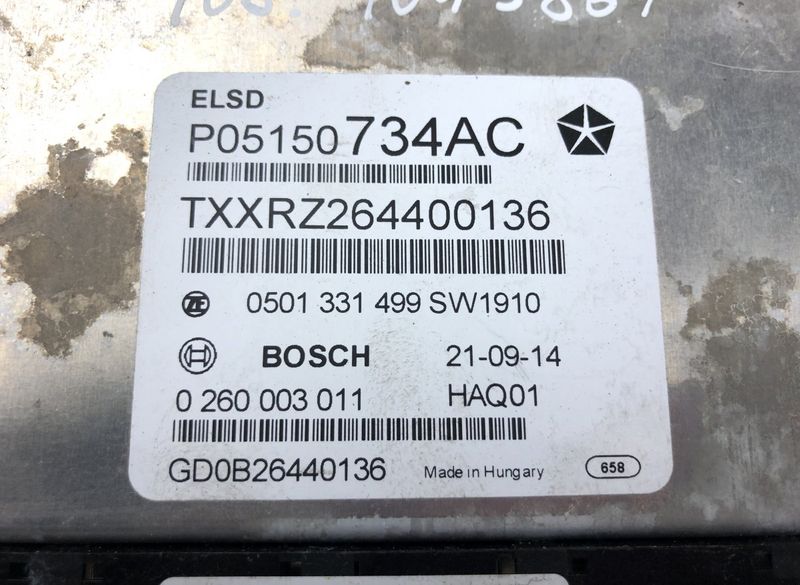 ELSD
P05150734AC
TXXRZ264400136
ZF 0501 331 499 SW1910
BOSCH 21-09-14
0 260 003 011 HAQ01
GD0B26440136 Made in Hungary 658